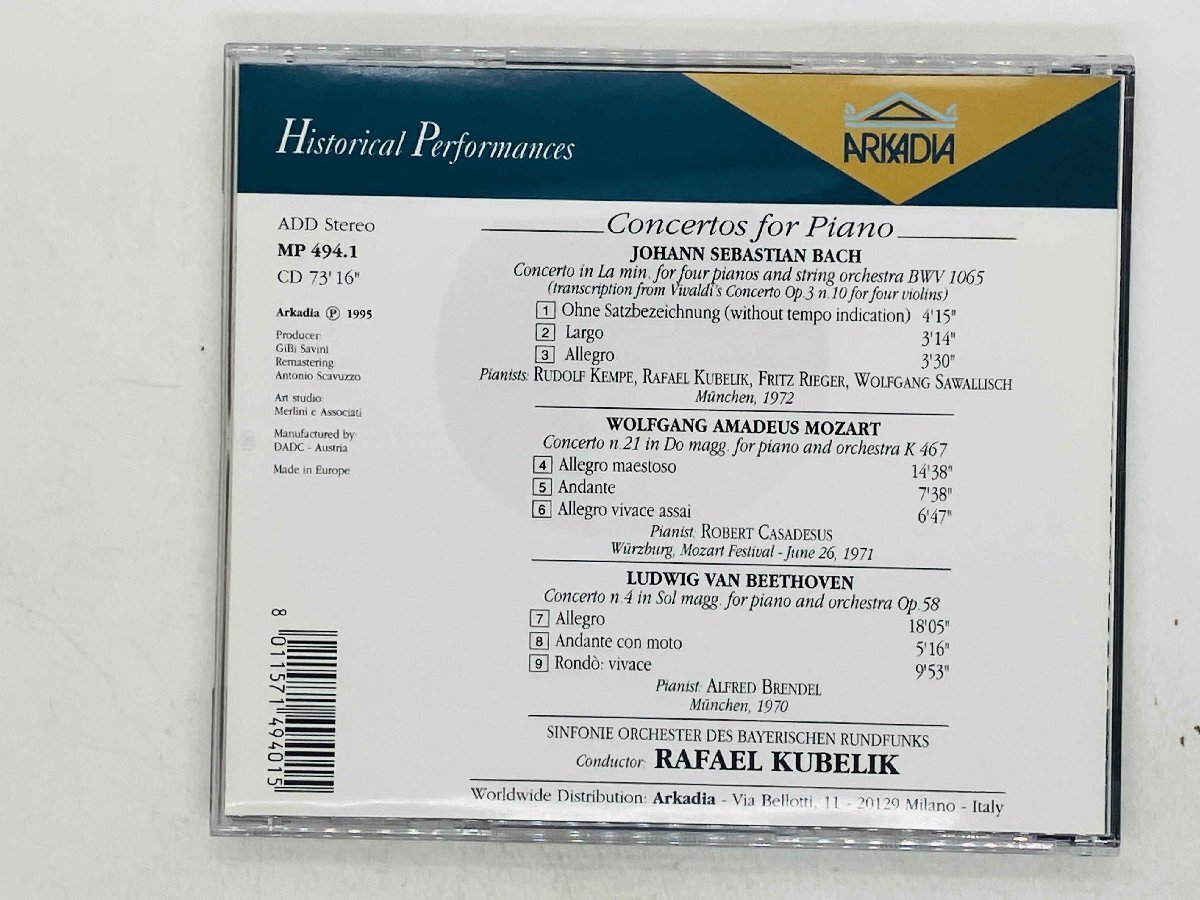 Historical Performances
ARKADIA
ADD Stereo
MP 494.1
CD 73'16"
Arkadia Ⓟ 1995
Producer:
GiBi Savini
Remastering:
Antonio Scavuzzo
Art studio:
Merlini e Associati
Manufactured by:
DADC - Austria
Made in Europe
8 011571 494015
Concertos for Piano
JOHANN SEBASTIAN BACH
Concerto in La min. for four pianos and string orchestra BWV 1065
(transcription from Vivaldi's Concerto Op.3 n.10 for four violins)
1 Ohne Satzbezeichnung (without tempo indication) 4'15"
2 Largo 3'14"
3 Allegro 3'30"
Pianists: RUDOLF KEMPE, RAFAEL KUBELIK, FRITZ RIEGER, WOLFGANG SAWALLISCH
München, 1972
WOLFGANG AMADEUS MOZART
Concerto n.21 in Do magg. for piano and orchestra K 467
4 Allegro maestoso 14'38"
5 Andante 7'38"
6 Allegro vivace assai 6'47"
Pianist: ROBERT CASADESUS
Würzburg, Mozart Festival - June 26, 1971
LUDWIG VAN BEETHOVEN
Concerto n.4 in Sol magg. for piano and orchestra Op.58
7 Allegro 18'05"
8 Andante con moto 5'16"
9 Rondò: vivace 9'53"
Pianist: ALFRED BRENDEL
München, 1970
SINFONIE ORCHESTER DES BAYERISCHEN RUNDFUNKS
Conductor: RAFAEL KUBELIK
Worldwide Distribution: Arkadia - Via Bellotti, 11 - 20129 Milano - Italy